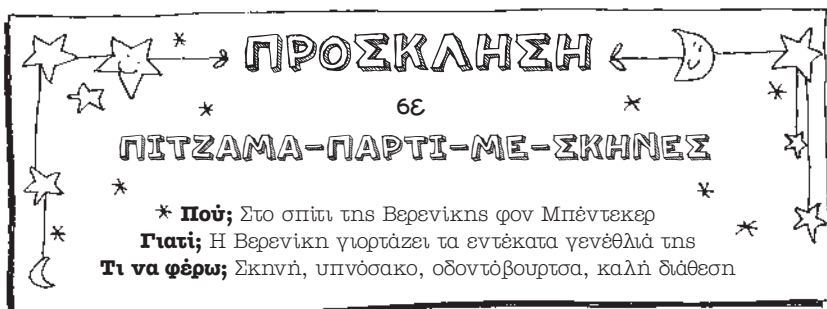 ΠΡΟΣΚΛΗΣΗ
σε
ΠΙΤΖΑΜΑ-ΠΑΡΤΙ-ΜΕ-ΣΚΗΝΕΣ
* Πού; Στο σπίτι της Βερενίκης φον Μπέντεκερ
Γιατί; Η Βερενίκη γιορτάζει τα εντέκατα γενέθλιά της
Τι να φέρω; Σκηνή, υπνόσακο, οδοντόβουρτσα, καλή διάθεση